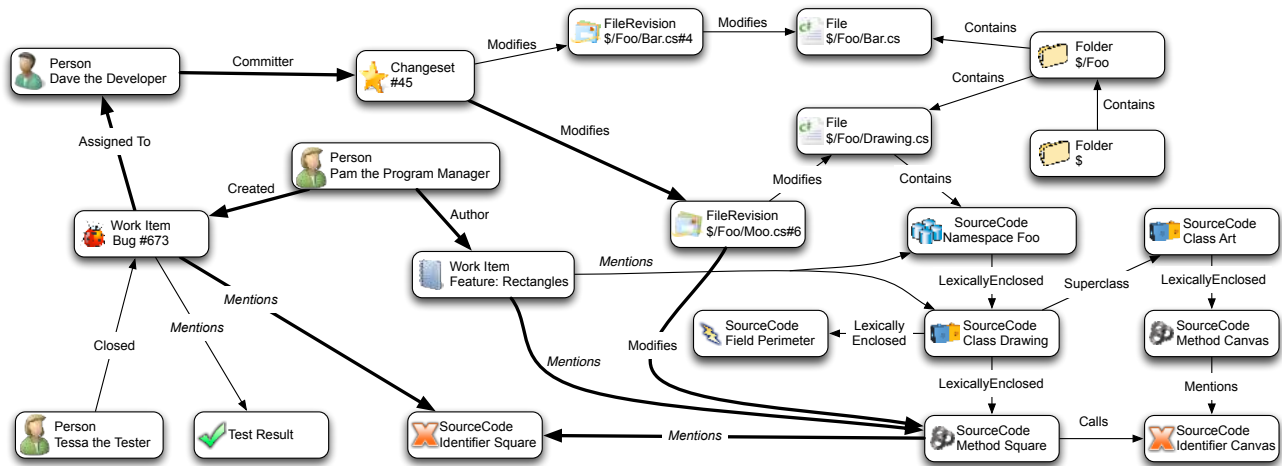 FileRevision
$/Foo/Bar.cs#4
Modifies
File
$/Foo/Bar.cs
Contains
Folder
$/Foo
Person
Dave the Developer
Committer
Changeset
#45
Modifies
Contains
Contains
File
$/Foo/Drawing.cs
Folder
$
Assigned To
Modifies
Person
Pam the Program Manager
Created
Modifies
Contains
Author
Work Item
Bug #673
FileRevision
$/Foo/Moo.cs#6
SourceCode
Namespace Foo
SourceCode
Class Art
Work Item
Feature: Rectangles
Mentions
LexicallyEnclosed
Superclass
LexicallyEnclosed
Mentions
Mentions
Closed
SourceCode
Field Perimeter
Lexically
Enclosed
SourceCode
Class Drawing
SourceCode
Method Canvas
Modifies
Mentions
LexicallyEnclosed
Mentions
Person
Tessa the Tester
Test Result
SourceCode
Identifier Square
Mentions
SourceCode
Method Square
Calls
SourceCode
Identifier Canvas